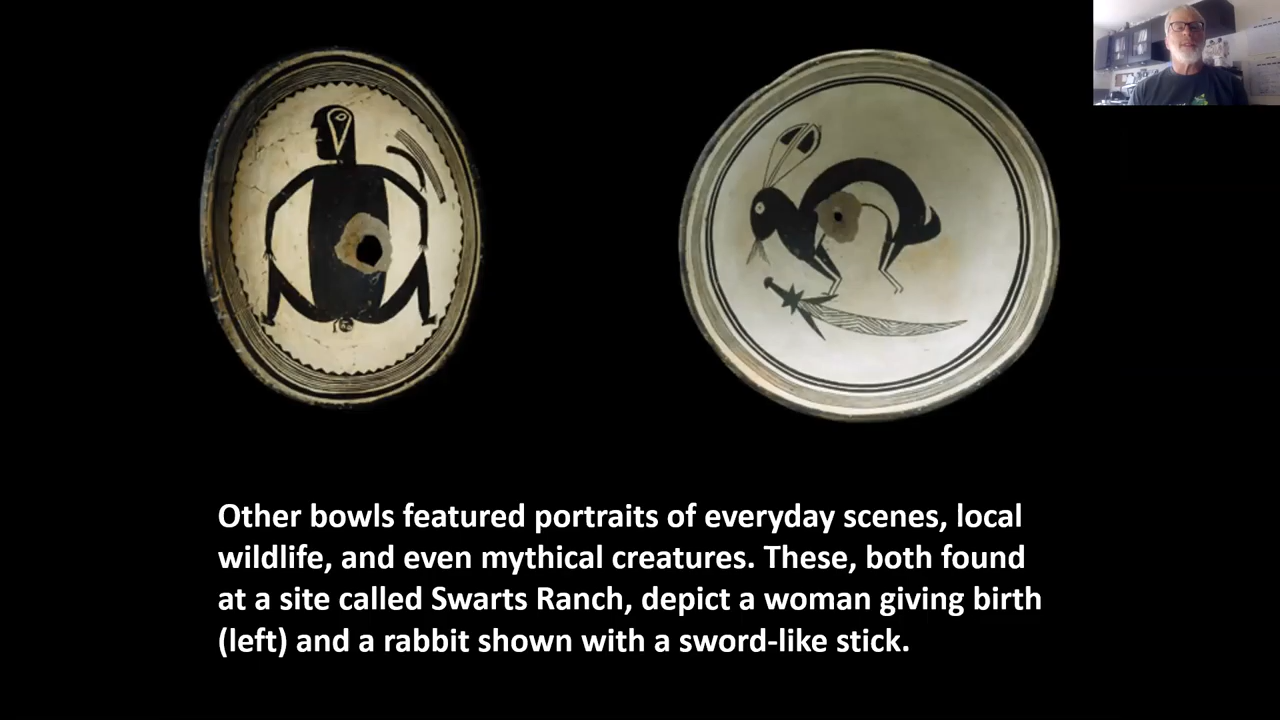 Other bowls featured portraits of everyday scenes, local
wildlife, and even mythical creatures. These, both found
at a site called Swarts Ranch, depict a woman giving birth
(left) and a rabbit shown with a sword-like stick.